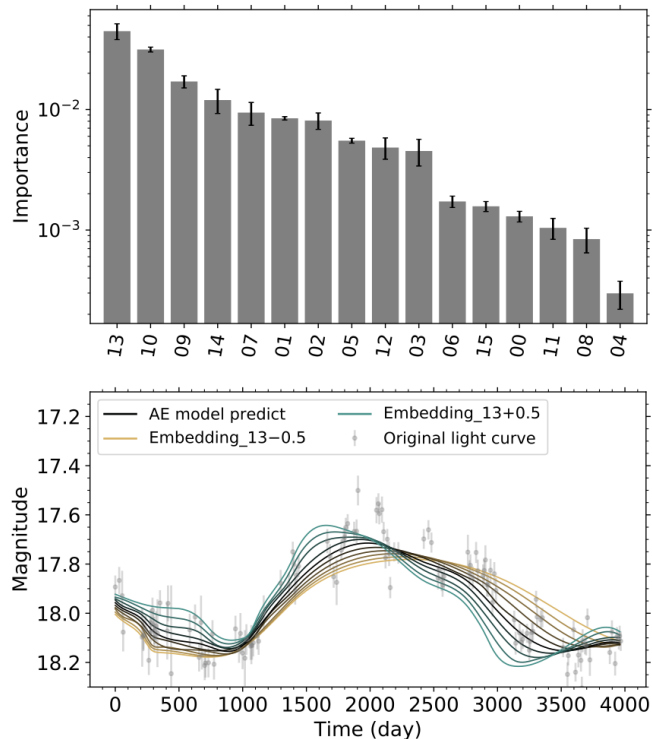 Importance
10−2
10−3
13 10 09 14 07 01 02 05 12 03 06 15 00 11 08 04
Magnitude
17.2
17.4
17.6
17.8
18.0
18.2
AE model predict
Embedding_13−0.5
Embedding_13+0.5
Original light curve
0 500 1000 1500 2000 2500 3000 3500 4000
Time (day)